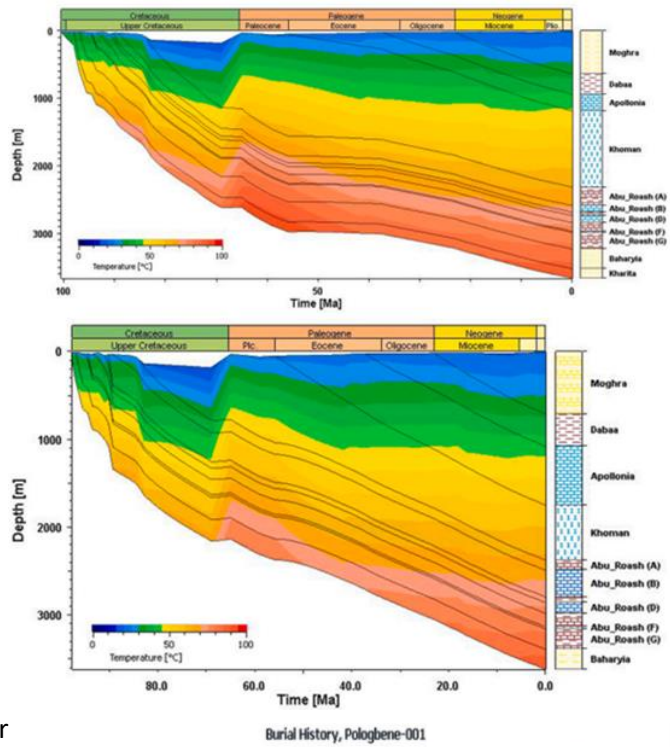 Cretaceous Paleogene Neogene
Upper Cretaceous Paleocene Eocene Oligocene Miocene Plio.
0
1000
2000
3000
Depth [m]
0 50 100
Temperature [°C]
100 50 0
Time [Ma]
Moghra
Dabaa
Apollonia
Khoman
Abu_Roash (A)
Abu_Roash (B)
Abu_Roash (D)
Abu_Roash (F)
Abu_Roash (G)
Baharyia
Kharita
Cretaceous Paleogene Neogene
Upper Cretaceous Plc. Eocene Oligocene Miocene
0
1000
2000
3000
Depth [m]
0 50 100
Temperature [°C]
80.0 60.0 40.0 20.0 0.0
Time [Ma]
Moghra
Dabaa
Apollonia
Khoman
Abu_Roash (A)
Abu_Roash (B)
Abu_Roash (D)
Abu_Roash (F)
Abu_Roash (G)
Baharyia
r
Burial History, Pologbene-001